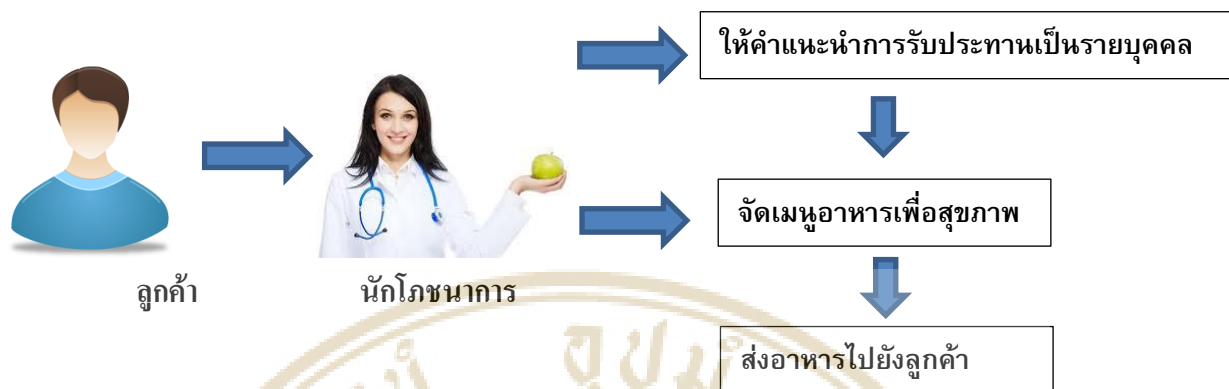 ให้คำแนะนำการรับประทานเป็นรายบุคคล
จัดเมนูอาหารเพื่อสุขภาพ
ลูกค้า
นักโภชนาการ
ส่งอาหารไปยังลูกค้า